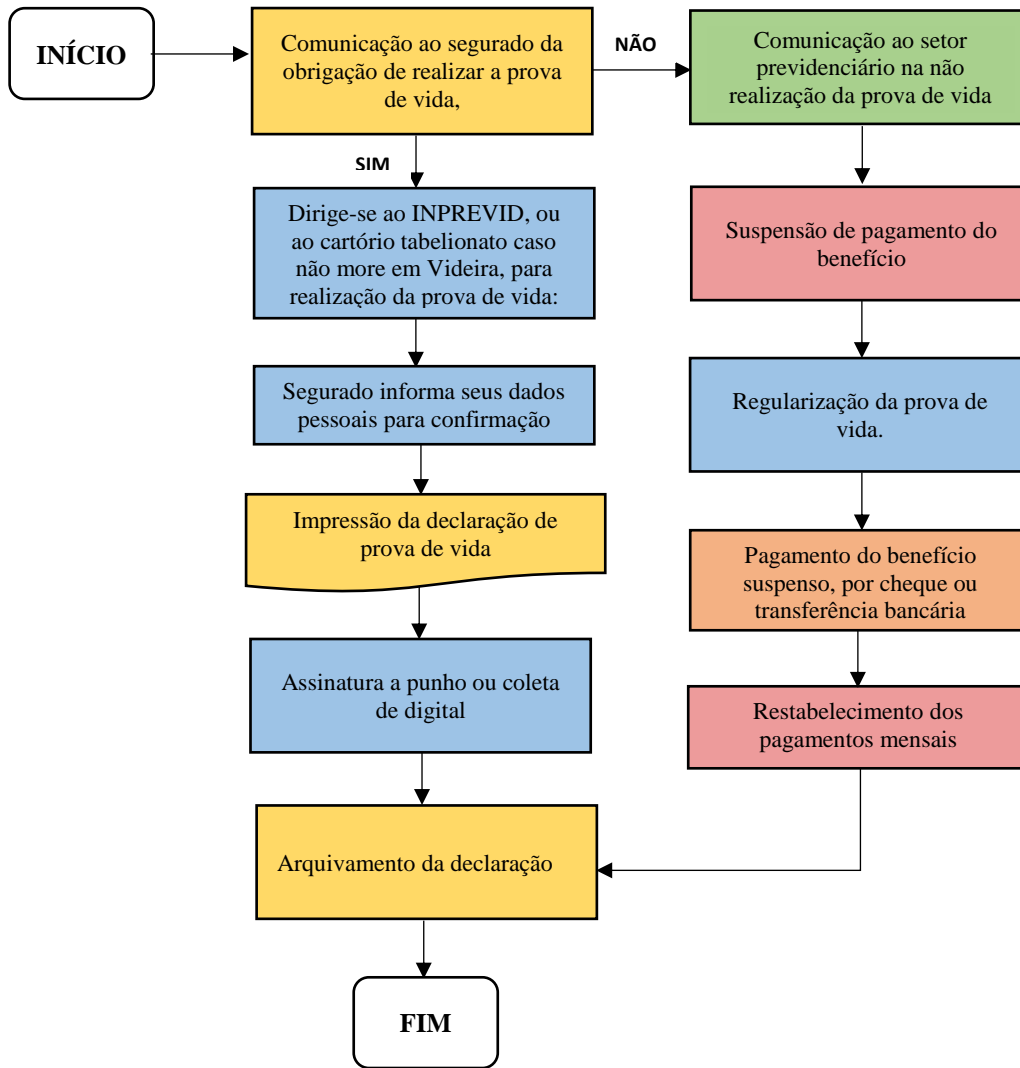 INÍCIO
Comunicação ao segurado da
obrigação de realizar a prova
de vida,
NÃO
Comunicação ao setor
previdenciário na não
realização da prova de vida
SIM
Dirige-se ao INPREVID, ou
ao cartório tabelionato caso
não more em Videira, para
realização da prova de vida:
Suspensão de pagamento do
benefício
Segurado informa seus dados
pessoais para confirmação
Regularização da prova de
vida.
Impressão da declaração de
prova de vida
Pagamento do benefício
suspenso, por cheque ou
transferência bancária
Assinatura a punho ou coleta
de digital
Restabelecimento dos
pagamentos mensais
Arquivamento da declaração
FIM